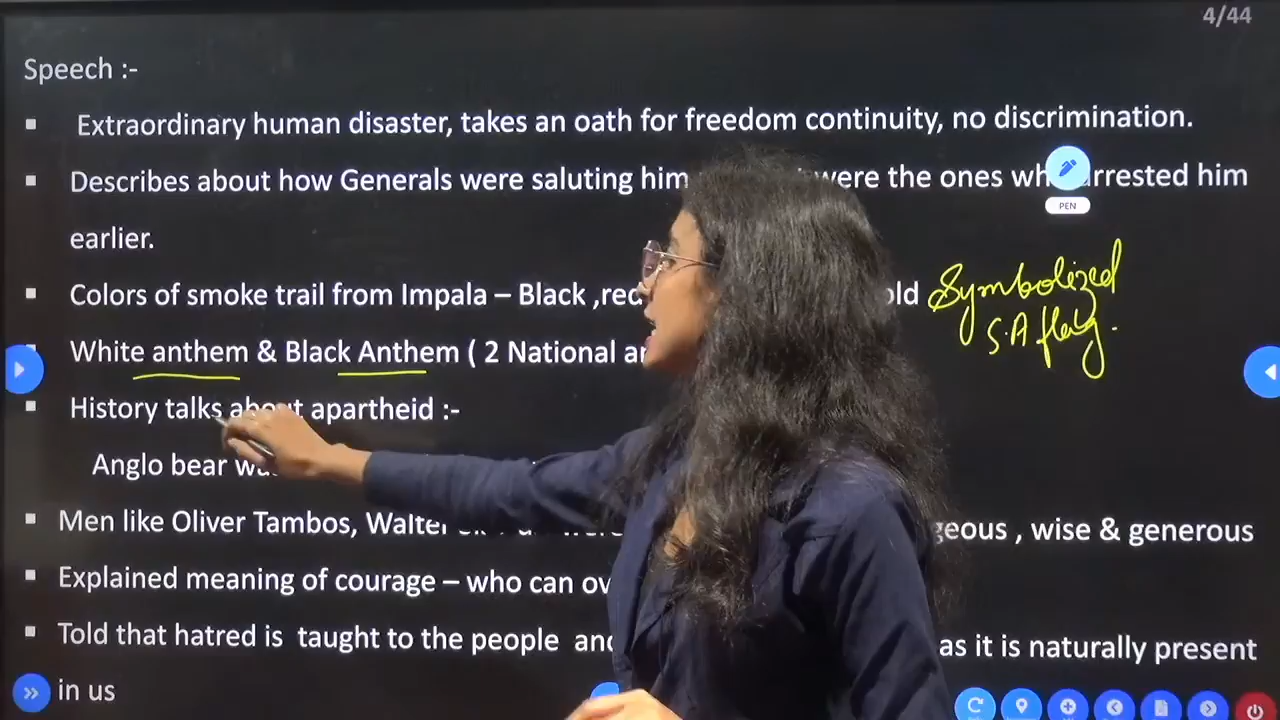 4/44
Speech :-
▪ Extraordinary human disaster, takes an oath for freedom continuity, no discrimination.
▪ Describes about how Generals were saluting him were the ones who arrested him
earlier.
▪ Colors of smoke trail from Impala – Black ,red old Symbolized
S.A flag.
White anthem & Black Anthem ( 2 National
▪ History talks about apartheid :-
Anglo bear
▪ Men like Oliver Tambos, Walter geous , wise & generous
▪ Explained meaning of courage – who can
▪ Told that hatred is taught to the people as it is naturally present
in us
PEN